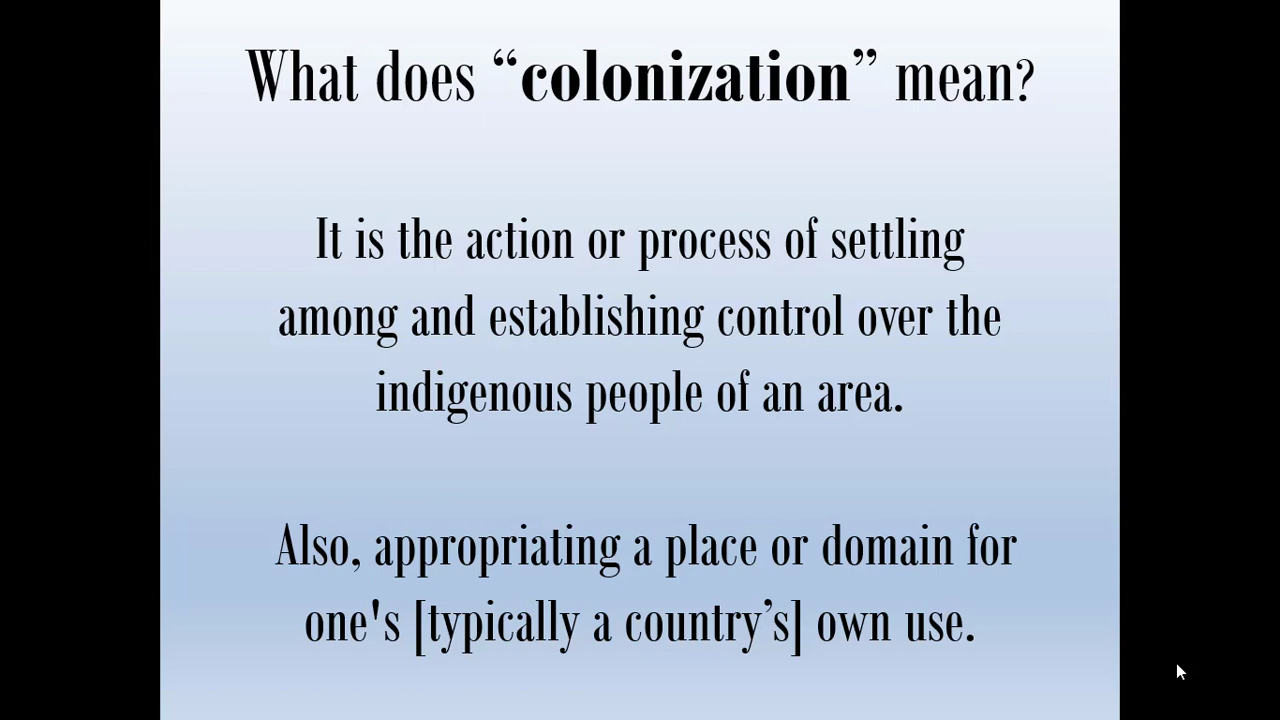 What does “colonization” mean?
It is the action or process of settling
among and establishing control over the
indigenous people of an area.
Also, appropriating a place or domain for
one's [typically a country’s] own use.